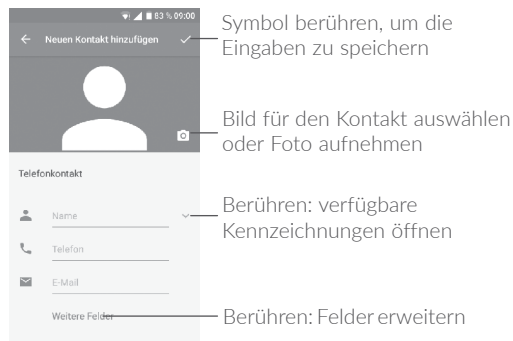 83 % 09:00
Neuen Kontakt hinzufügen
Symbol berühren, um die
Eingaben zu speichern
Bild für den Kontakt auswählen
oder Foto aufnehmen
Telefonkontakt
Name
Berühren: verfügbare
Kennzeichnungen öffnen
Telefon
E-Mail
Weitere Felder
Berühren: Felder erweitern